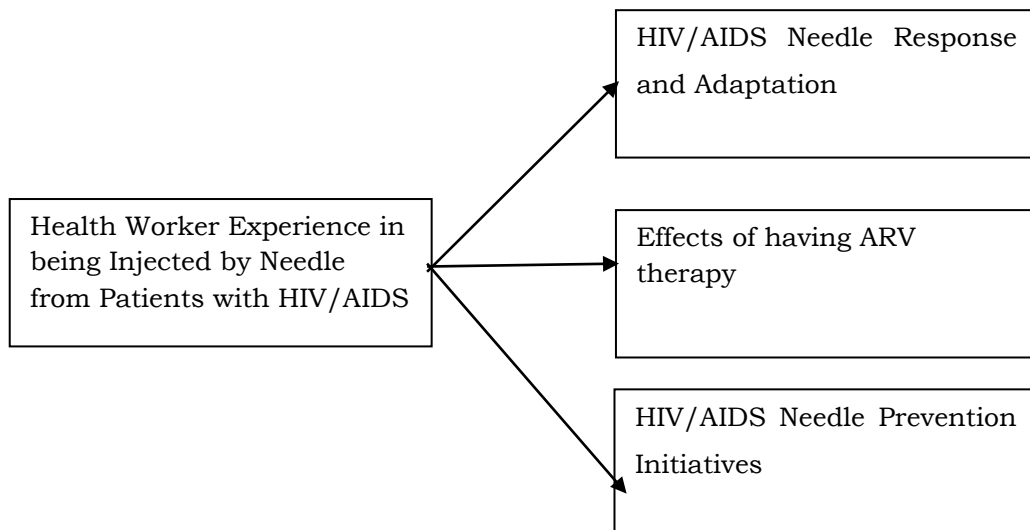 HIV/AIDS Needle Response
and Adaptation
Health Worker Experience in
being Injected by Needle
from Patients with HIV/AIDS
Effects of having ARV
therapy
HIV/AIDS Needle Prevention
Initiatives